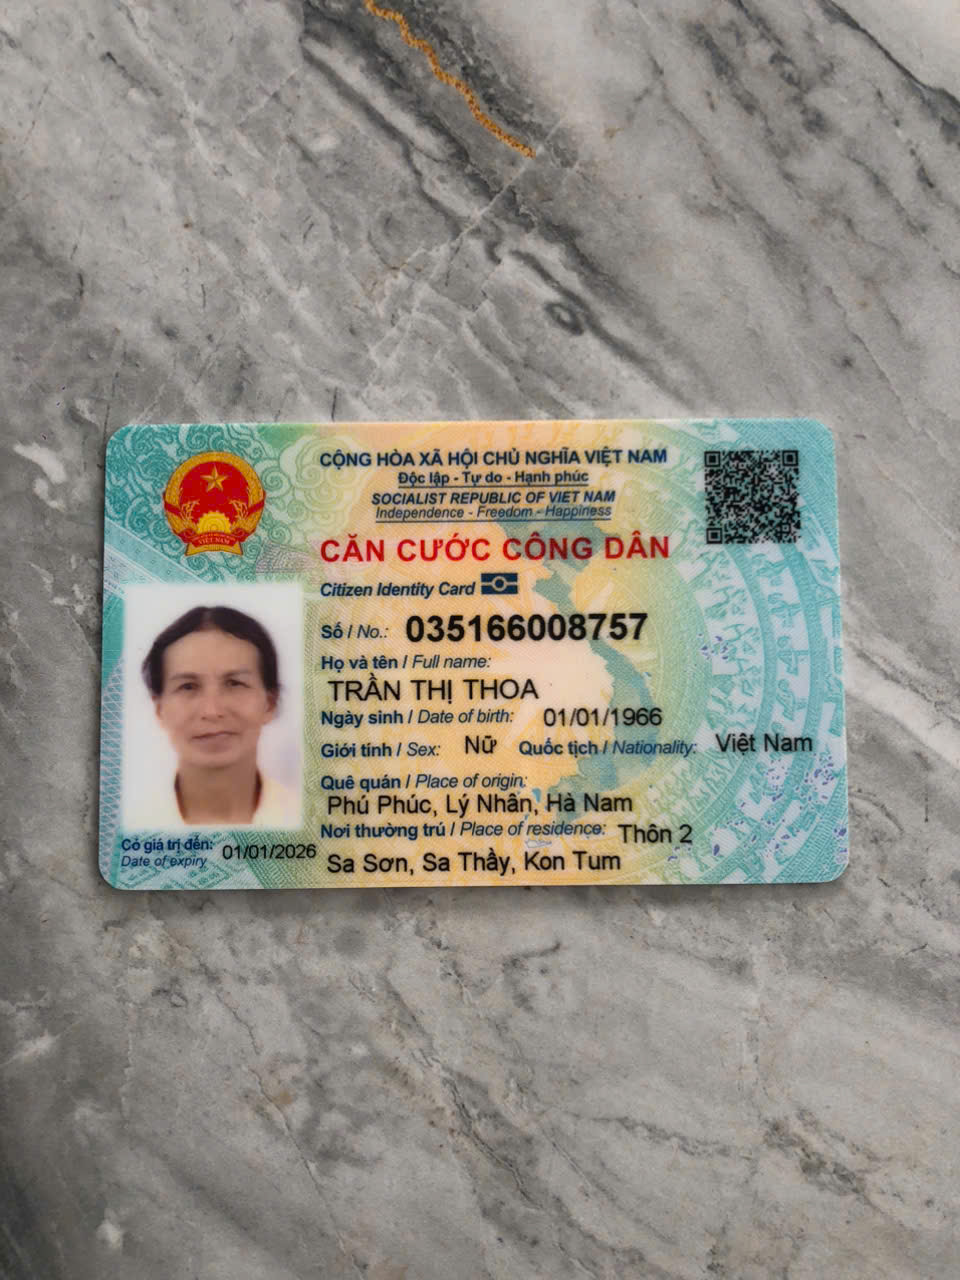 CỘNG HÒA XÃ HỘI CHỦ NGHĨA VIỆT NAM
Độc lập - Tự do - Hạnh phúc
SOCIALIST REPUBLIC OF VIET NAM
Independence - Freedom - Happiness
CĂN CƯỚC CÔNG DÂN
Citizen Identity Card
Số / No.: 035166008757
Họ và tên / Full name:
TRẦN THỊ THOA
Ngày sinh / Date of birth: 01/01/1966
Giới tính / Sex: Nữ Quốc tịch / Nationality: Việt Nam
Quê quán / Place of origin:
Phú Phúc, Lý Nhân, Hà Nam
Nơi thường trú / Place of residence: Thôn 2
Sa Sơn, Sa Thầy, Kon Tum
Có giá trị đến: 01/01/2026
Date of expiry
VIỆT NAM